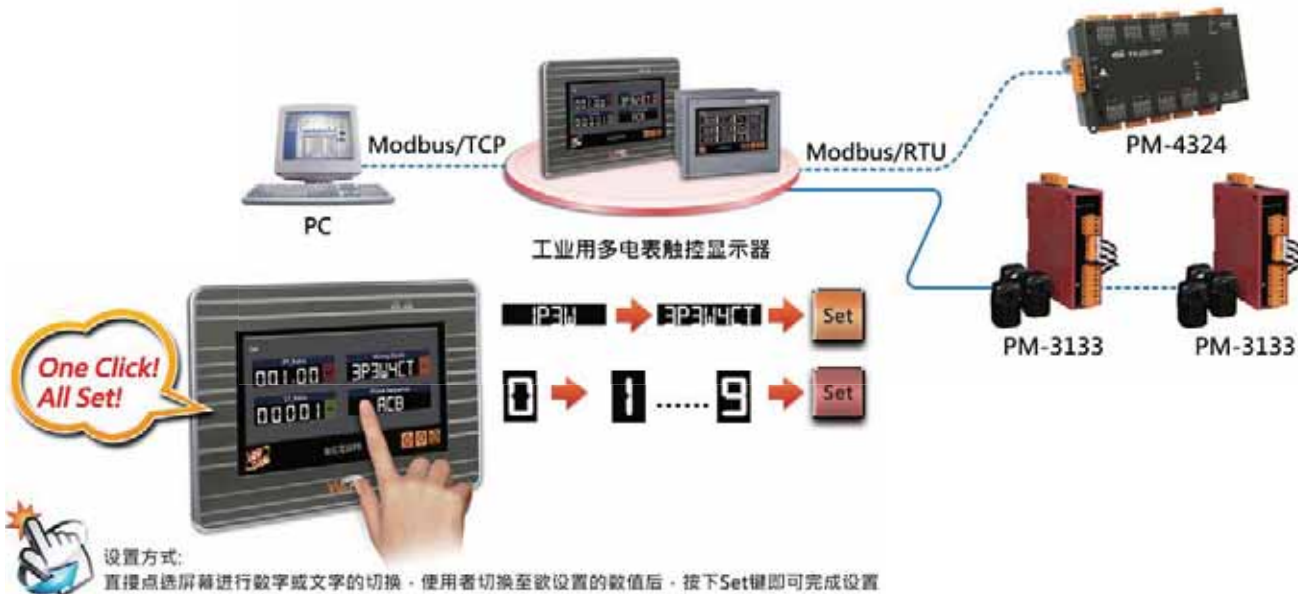 PM-4324
Modbus/TCP
Modbus/RTU
PC
工业用多电表触控显示器
PM-3133
PM-3133
One Click!
All Set!
1P3W
3P3W4CT
Set
0
1 ...... 9
Set
001.00
3P3W4CT
00001
ACB
设置方式:
直接点选屏幕进行数字或文字的切换，使用者切换至欲设置的数值后，按下Set键即可完成设置